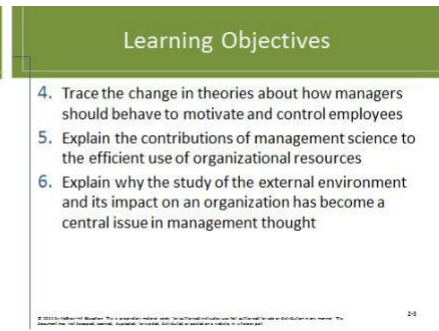 Learning Objectives
4. Trace the change in theories about how managers
should behave to motivate and control employees
5. Explain the contributions of management science to
the efficient use of organizational resources
6. Explain why the study of the external environment
and its impact on an organization has become a
central issue in management thought